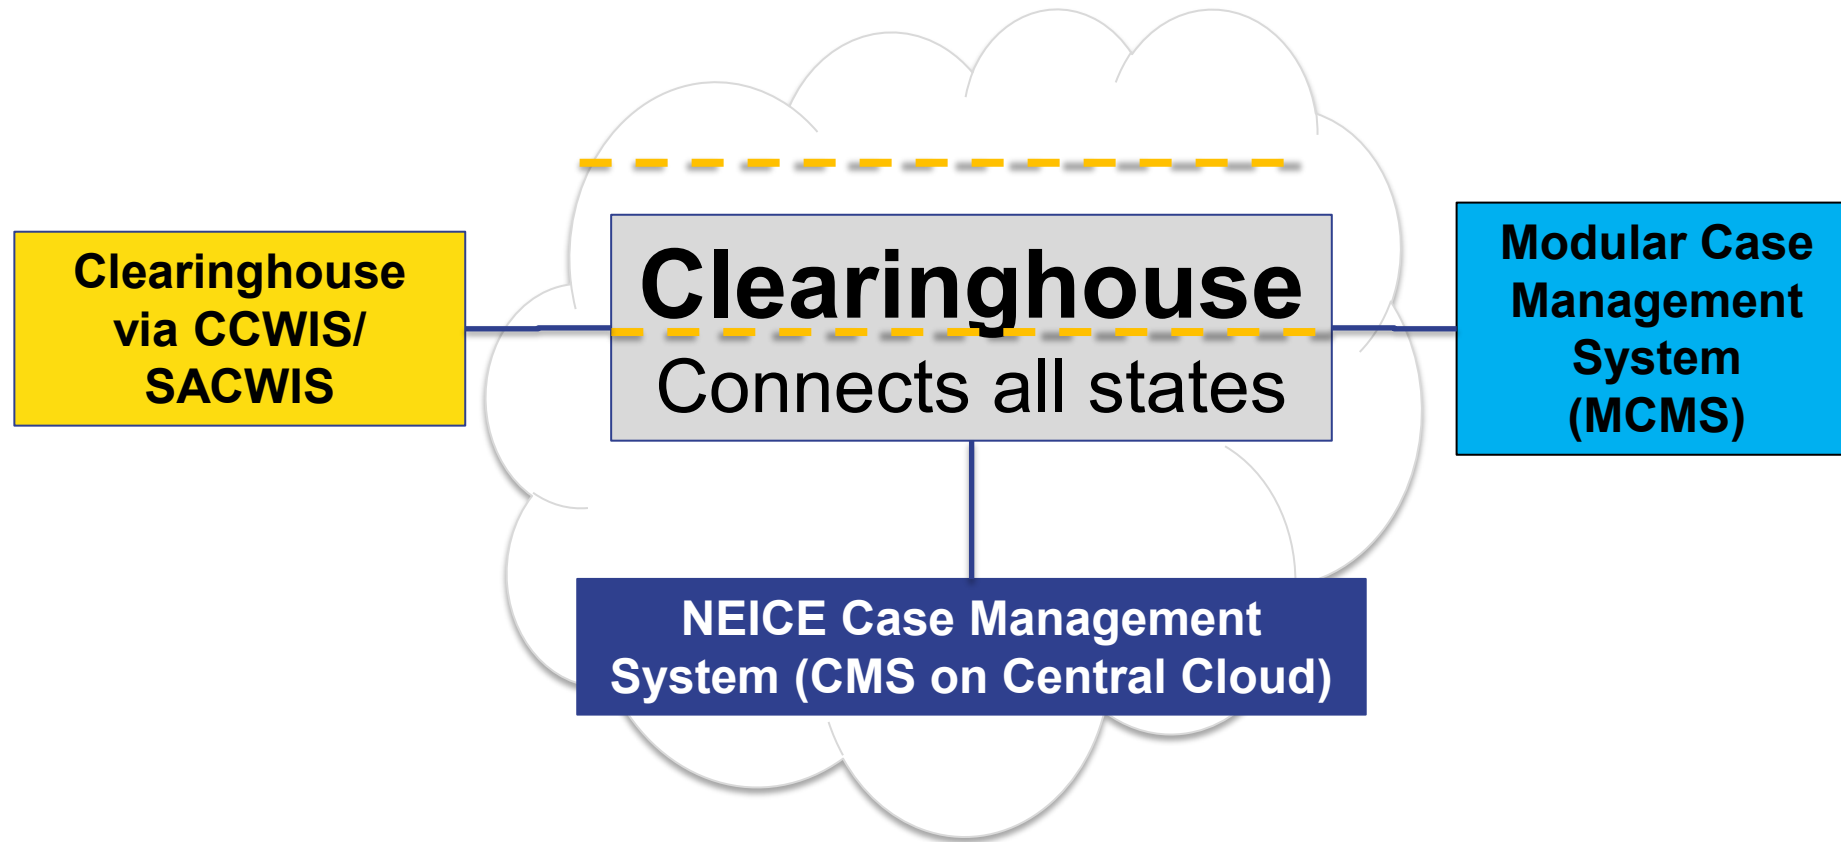 Clearinghouse
via CCWIS/
SACWIS
Clearinghouse
Connects all states
Modular Case
Management
System
(MCMS)
NEICE Case Management
System (CMS on Central Cloud)